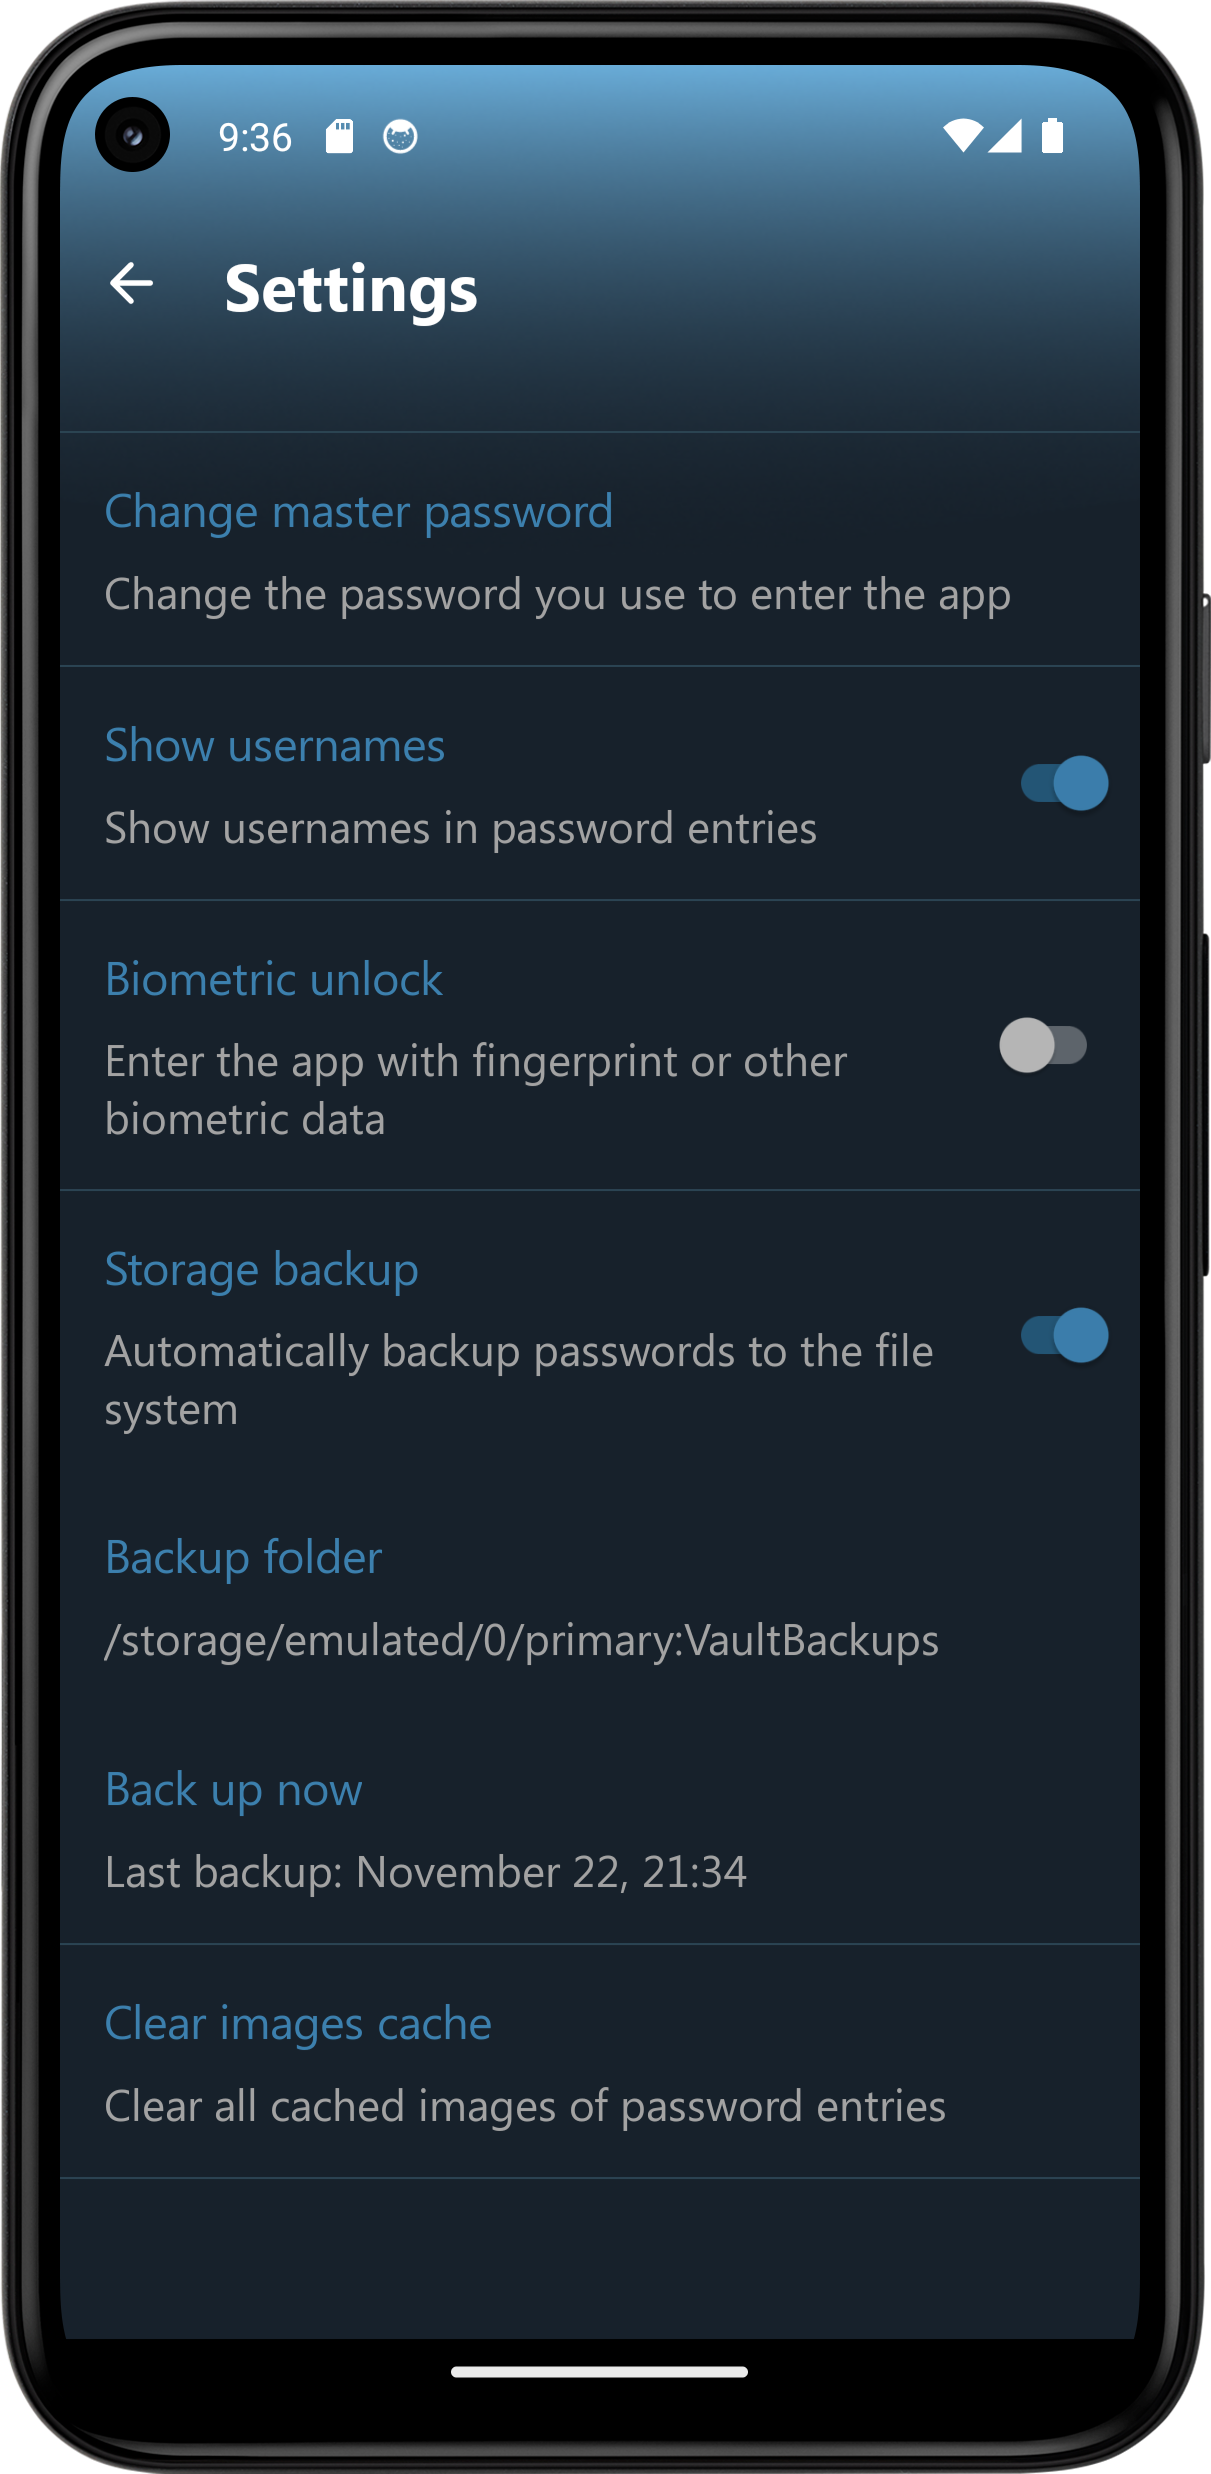 9:36
Settings
Change master password
Change the password you use to enter the app
Show usernames
Show usernames in password entries
Biometric unlock
Enter the app with fingerprint or other
biometric data
Storage backup
Automatically backup passwords to the file
system
Backup folder
/storage/emulated/0/primary:VaultBackups
Back up now
Last backup: November 22, 21:34
Clear images cache
Clear all cached images of password entries